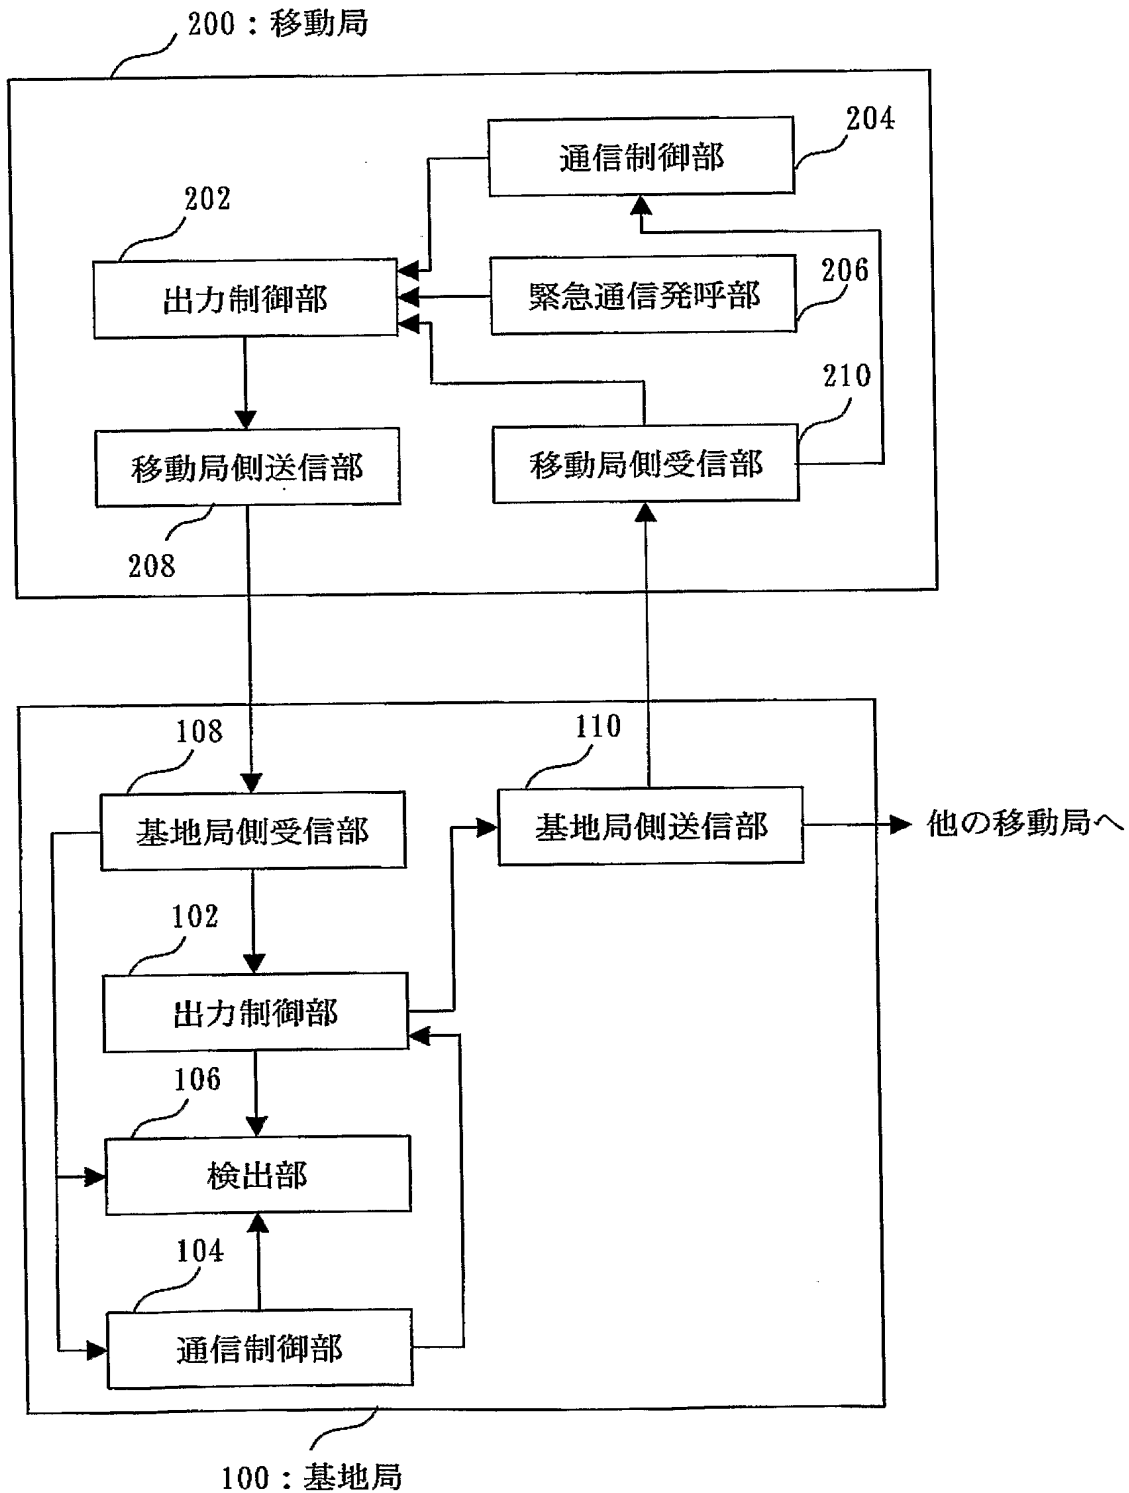 200：移動局
204
通信制御部
202
206
出力制御部
緊急通信発呼部
210
移動局側送信部
移動局側受信部
208
108
110
基地局側受信部
基地局側送信部
他の移動局へ
102
出力制御部
106
検出部
104
通信制御部
100：基地局